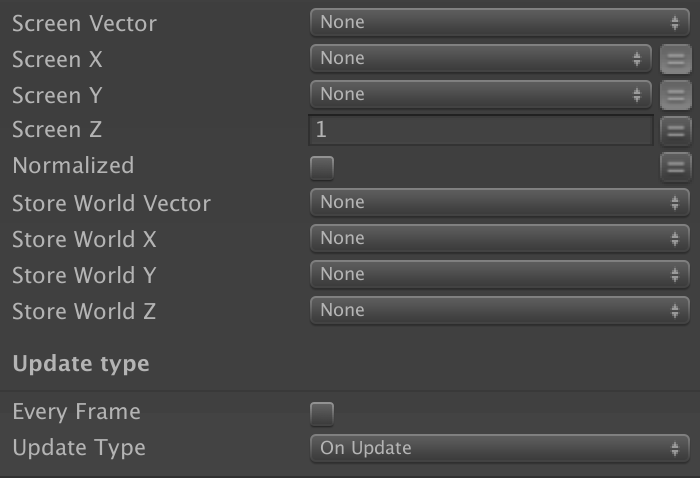 Screen Vector None
Screen X None
Screen Y None
Screen Z 1
Normalized
Store World Vector None
Store World X None
Store World Y None
Store World Z None
Update type
Every Frame
Update Type On Update